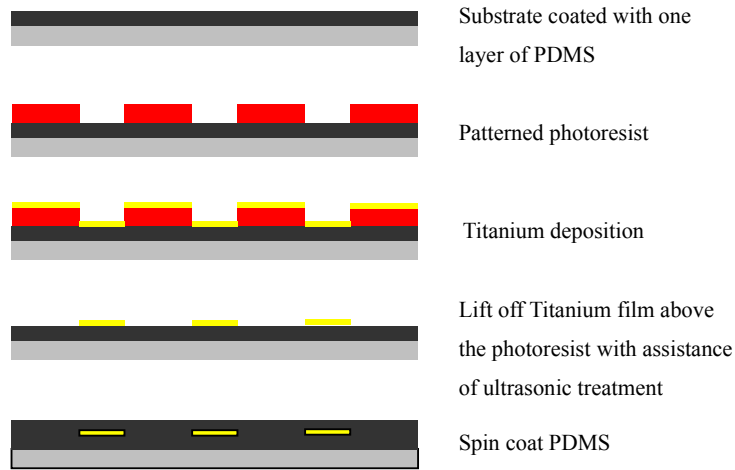 Substrate coated with one
layer of PDMS
Patterned photoresist
Titanium deposition
Lift off Titanium film above
the photoresist with assistance
of ultrasonic treatment
Spin coat PDMS